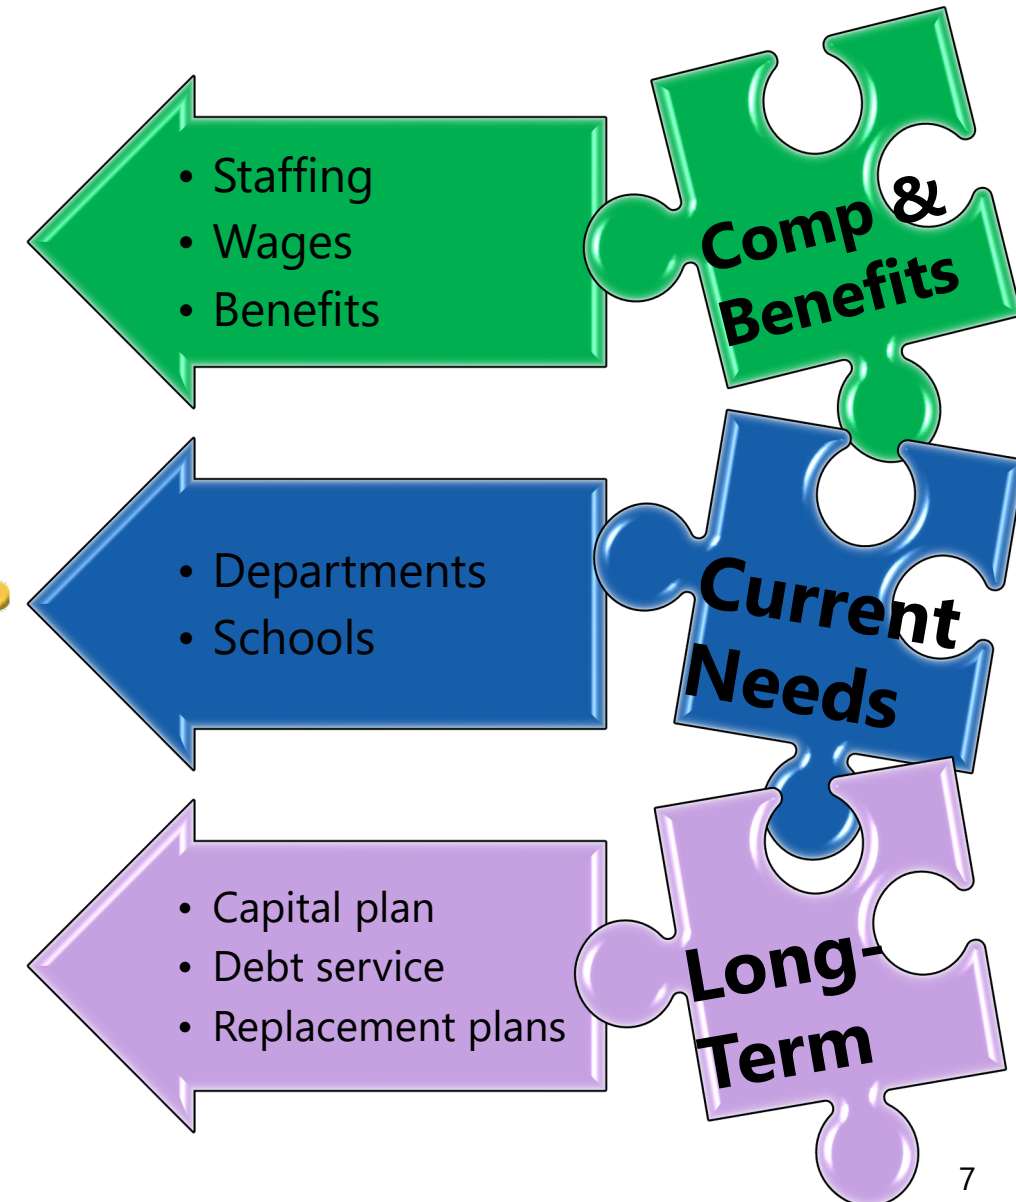 • Staffing
• Wages
• Benefits
Comp &
Benefits
• Departments
• Schools
Current
Needs
• Capital plan
• Debt service
• Replacement plans
Long-
Term
7